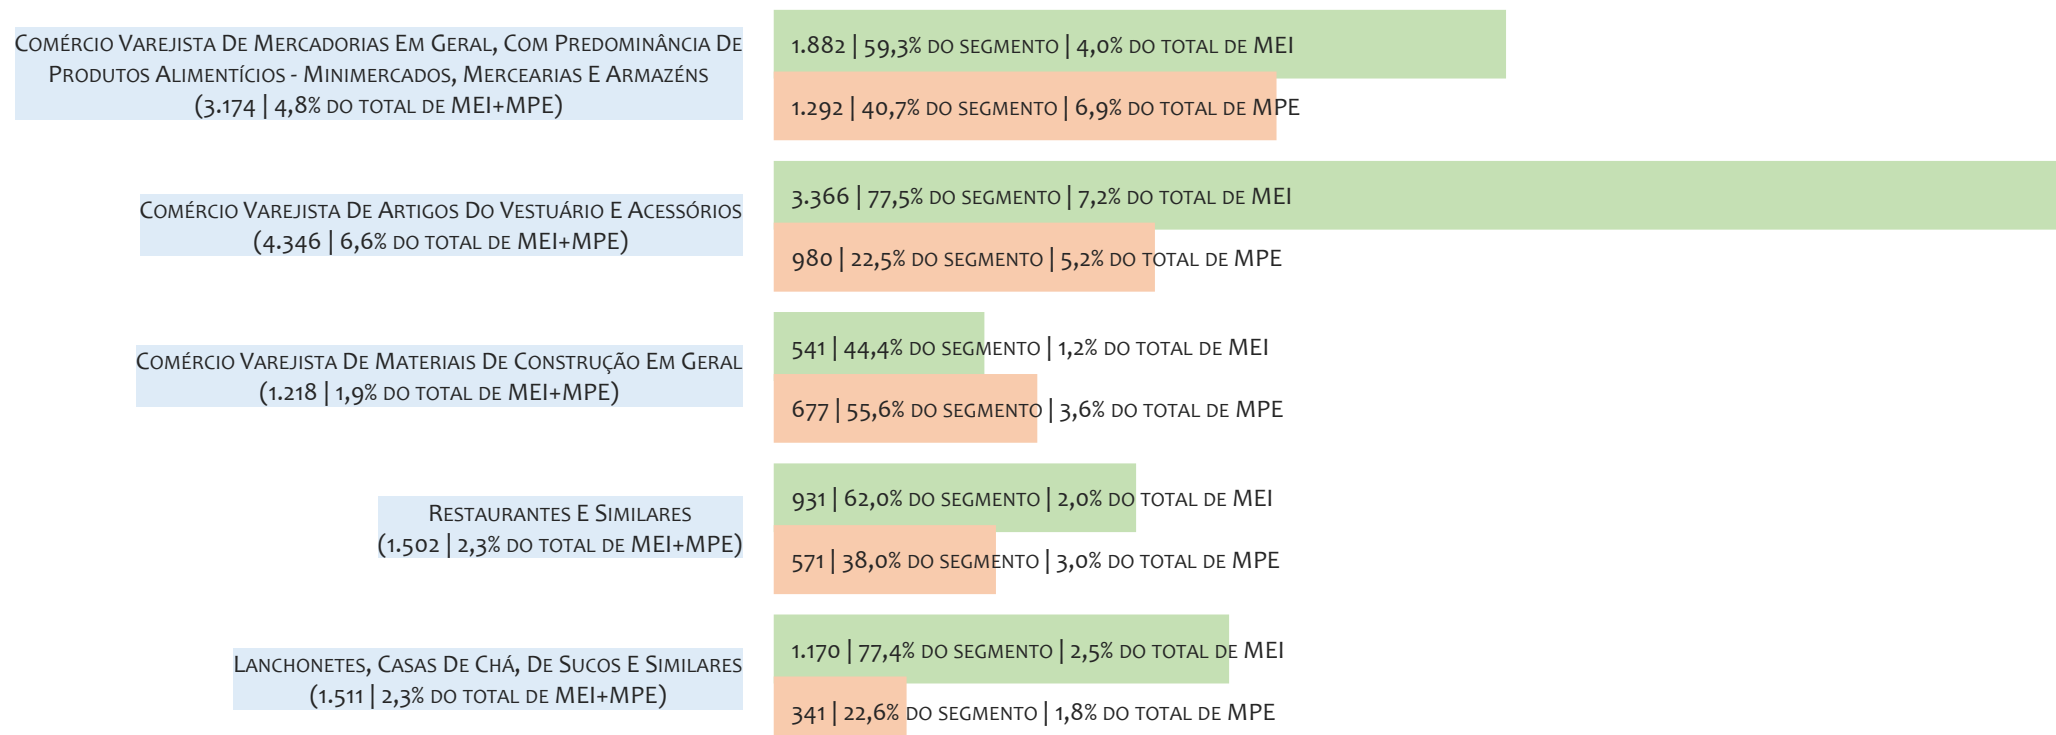 Comércio Varejista De Mercadorias Em Geral, Com Predominância De
Produtos Alimentícios - Minimercados, Mercearias E Armazéns
(3.174 | 4,8% do total de MEI+MPE)
1.882 | 59,3% do segmento | 4,0% do total de MEI
1.292 | 40,7% do segmento | 6,9% do total de MPE
Comércio Varejista De Artigos Do Vestuário E Acessórios
(4.346 | 6,6% do total de MEI+MPE)
3.366 | 77,5% do segmento | 7,2% do total de MEI
980 | 22,5% do segmento | 5,2% do total de MPE
Comércio Varejista De Materiais De Construção Em Geral
(1.218 | 1,9% do total de MEI+MPE)
541 | 44,4% do segmento | 1,2% do total de MEI
677 | 55,6% do segmento | 3,6% do total de MPE
Restaurantes E Similares
(1.502 | 2,3% do total de MEI+MPE)
931 | 62,0% do segmento | 2,0% do total de MEI
571 | 38,0% do segmento | 3,0% do total de MPE
Lanchonetes, Casas De Chá, De Sucos E Similares
(1.511 | 2,3% do total de MEI+MPE)
1.170 | 77,4% do segmento | 2,5% do total de MEI
341 | 22,6% do segmento | 1,8% do total de MPE